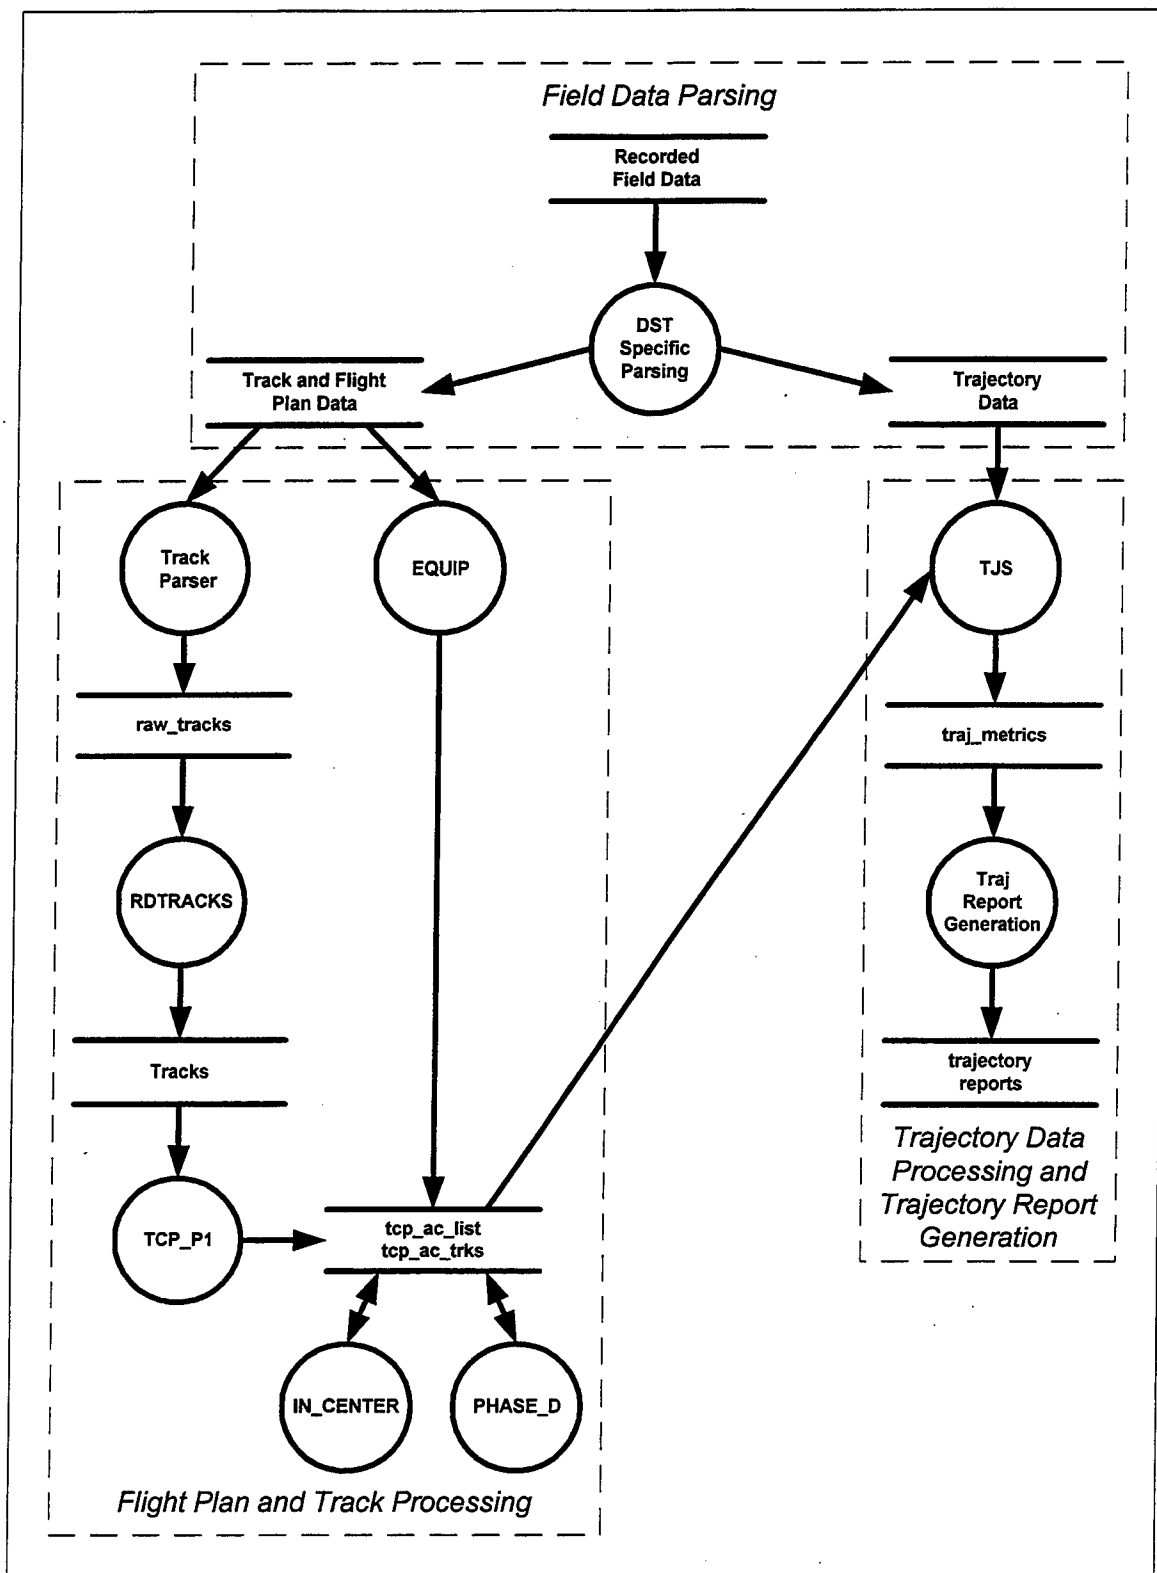 Field Data Parsing
Recorded
Field Data
DST
Specific
Parsing
Track and Flight
Plan Data
Trajectory
Data
Track
Parser
EQUIP
TJS
raw_tracks
traj_metrics
RDTRACKS
Traj
Report
Generation
Tracks
trajectory
reports
Trajectory Data
Processing and
Trajectory Report
Generation
TCP_P1
tcp_ac_list
tcp_ac_trks
IN_CENTER
PHASE_D
Flight Plan and Track Processing